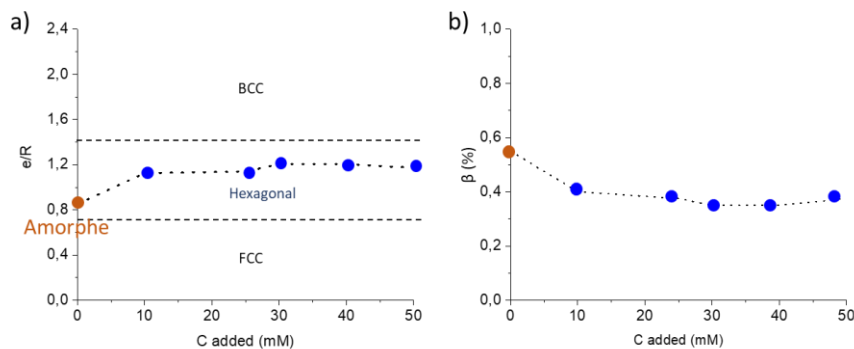 a)
2,4
2,0
1,6
1,2
0,8
0,4
0,0
e/R
BCC
Hexagonal
Amorphe
FCC
0 10 20 30 40 50
C added (mM)
b)
1,0
0,8
0,6
0,4
0,2
0,0
β (%)
0 10 20 30 40 50
C added (mM)